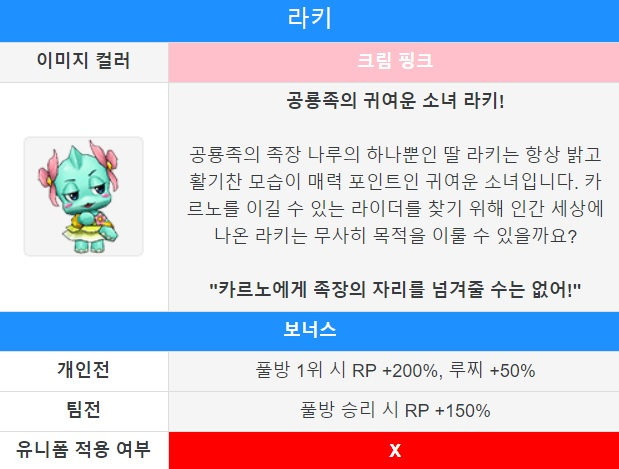 라키
이미지 컬러
크림 핑크
공룡족의 귀여운 소녀 라키!
공룡족의 족장 나루의 하나뿐인 딸 라키는 항상 밝고
활기찬 모습이 매력 포인트인 귀여운 소녀입니다. 카
르노를 이길 수 있는 라이더를 찾기 위해 인간 세상에
나온 라키는 무사히 목적을 이룰 수 있을까요?
"카르노에게 족장의 자리를 넘겨줄 수는 없어!"
보너스
개인전
풀방 1위 시 RP +200%, 루찌 +50%
팀전
풀방 승리 시 RP +150%
유니폼 적용 여부
X